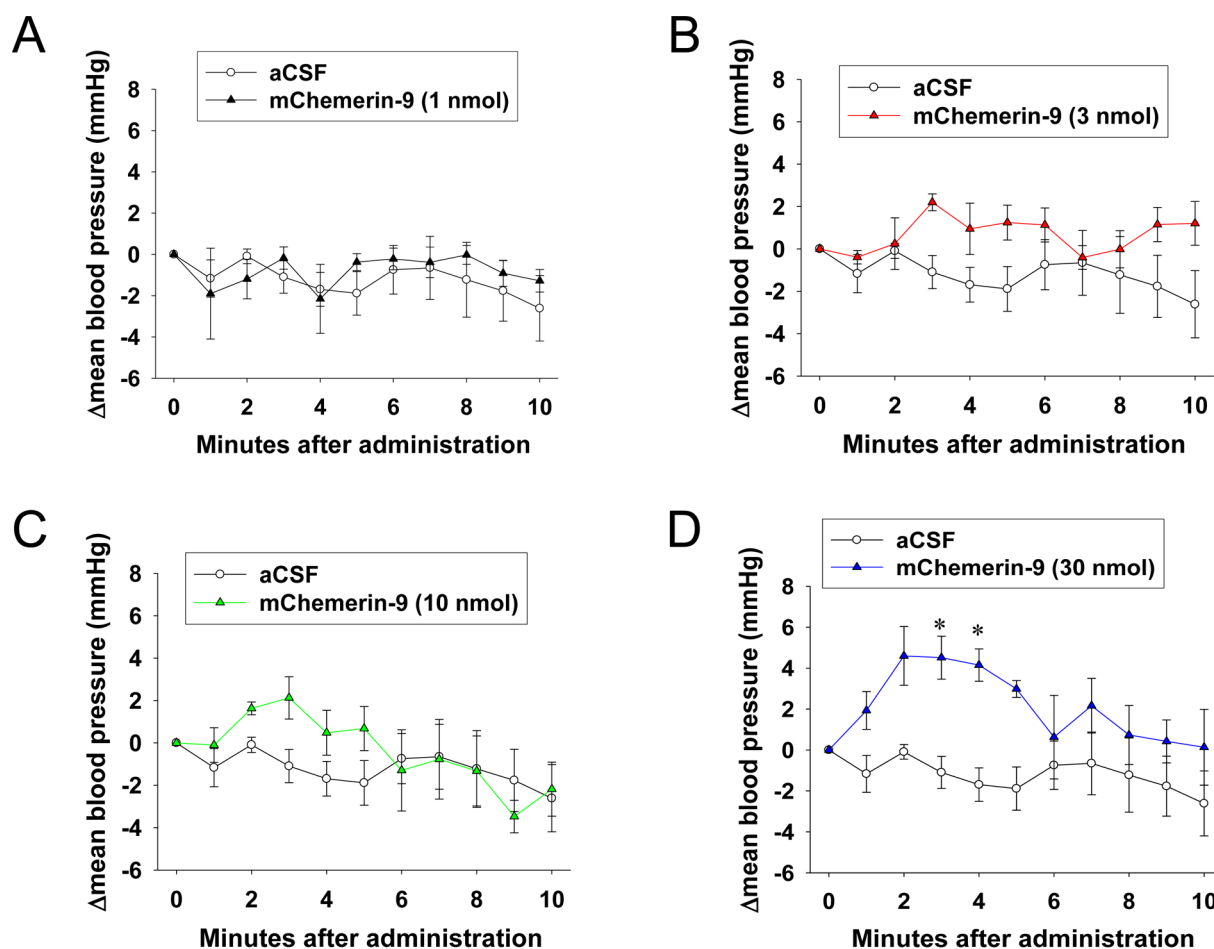 A
Δmean blood pressure (mmHg)
aCSF
mChemerin-9 (1 nmol)
8
6
4
2
0
-2
-4
-6
0 2 4 6 8 10
Minutes after administration
B
Δmean blood pressure (mmHg)
aCSF
mChemerin-9 (3 nmol)
8
6
4
2
0
-2
-4
-6
0 2 4 6 8 10
Minutes after administration
C
Δmean blood pressure (mmHg)
aCSF
mChemerin-9 (10 nmol)
8
6
4
2
0
-2
-4
-6
0 2 4 6 8 10
Minutes after administration
D
Δmean blood pressure (mmHg)
aCSF
mChemerin-9 (30 nmol)
8
6
* *
4
2
0
-2
-4
-6
0 2 4 6 8 10
Minutes after administration